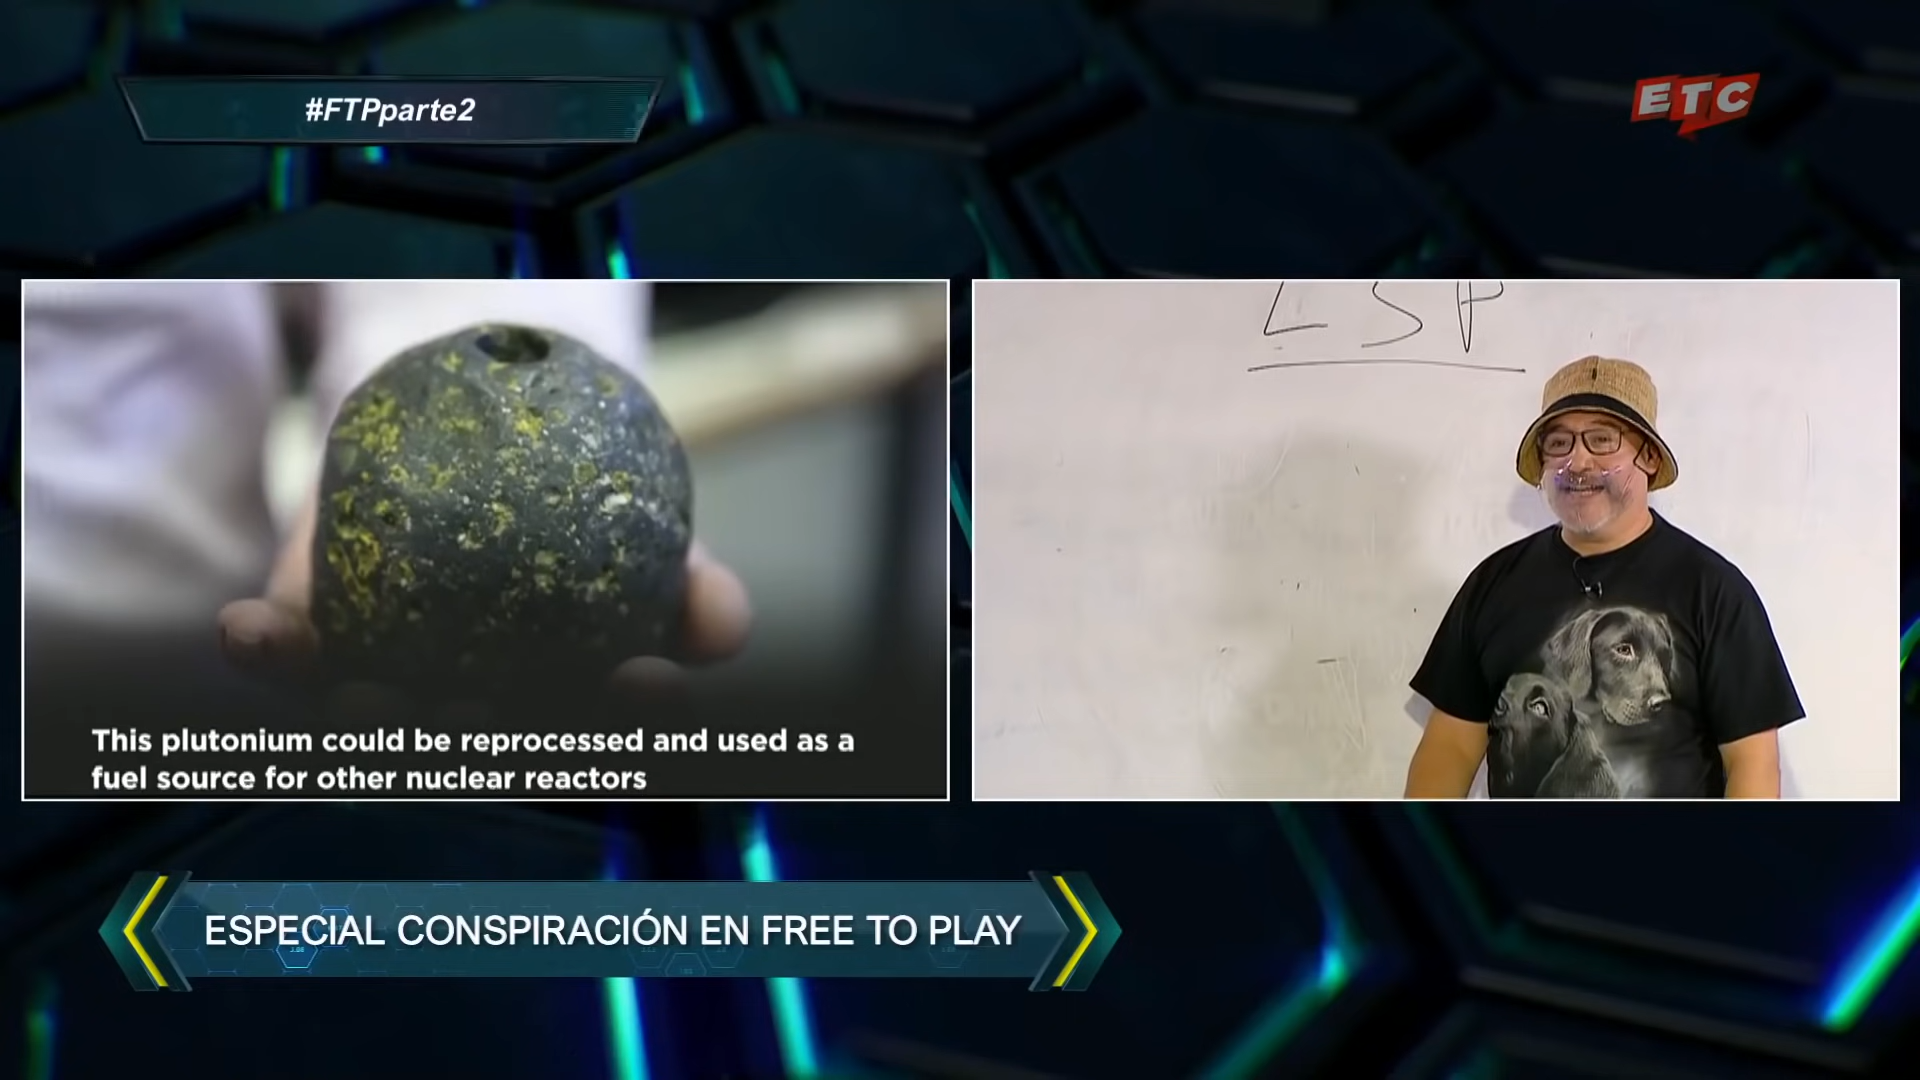 #FTPparte2
ETC
LSP
This plutonium could be reprocessed and used as a
fuel source for other nuclear reactors
ESPECIAL CONSPIRACIÓN EN FREE TO PLAY